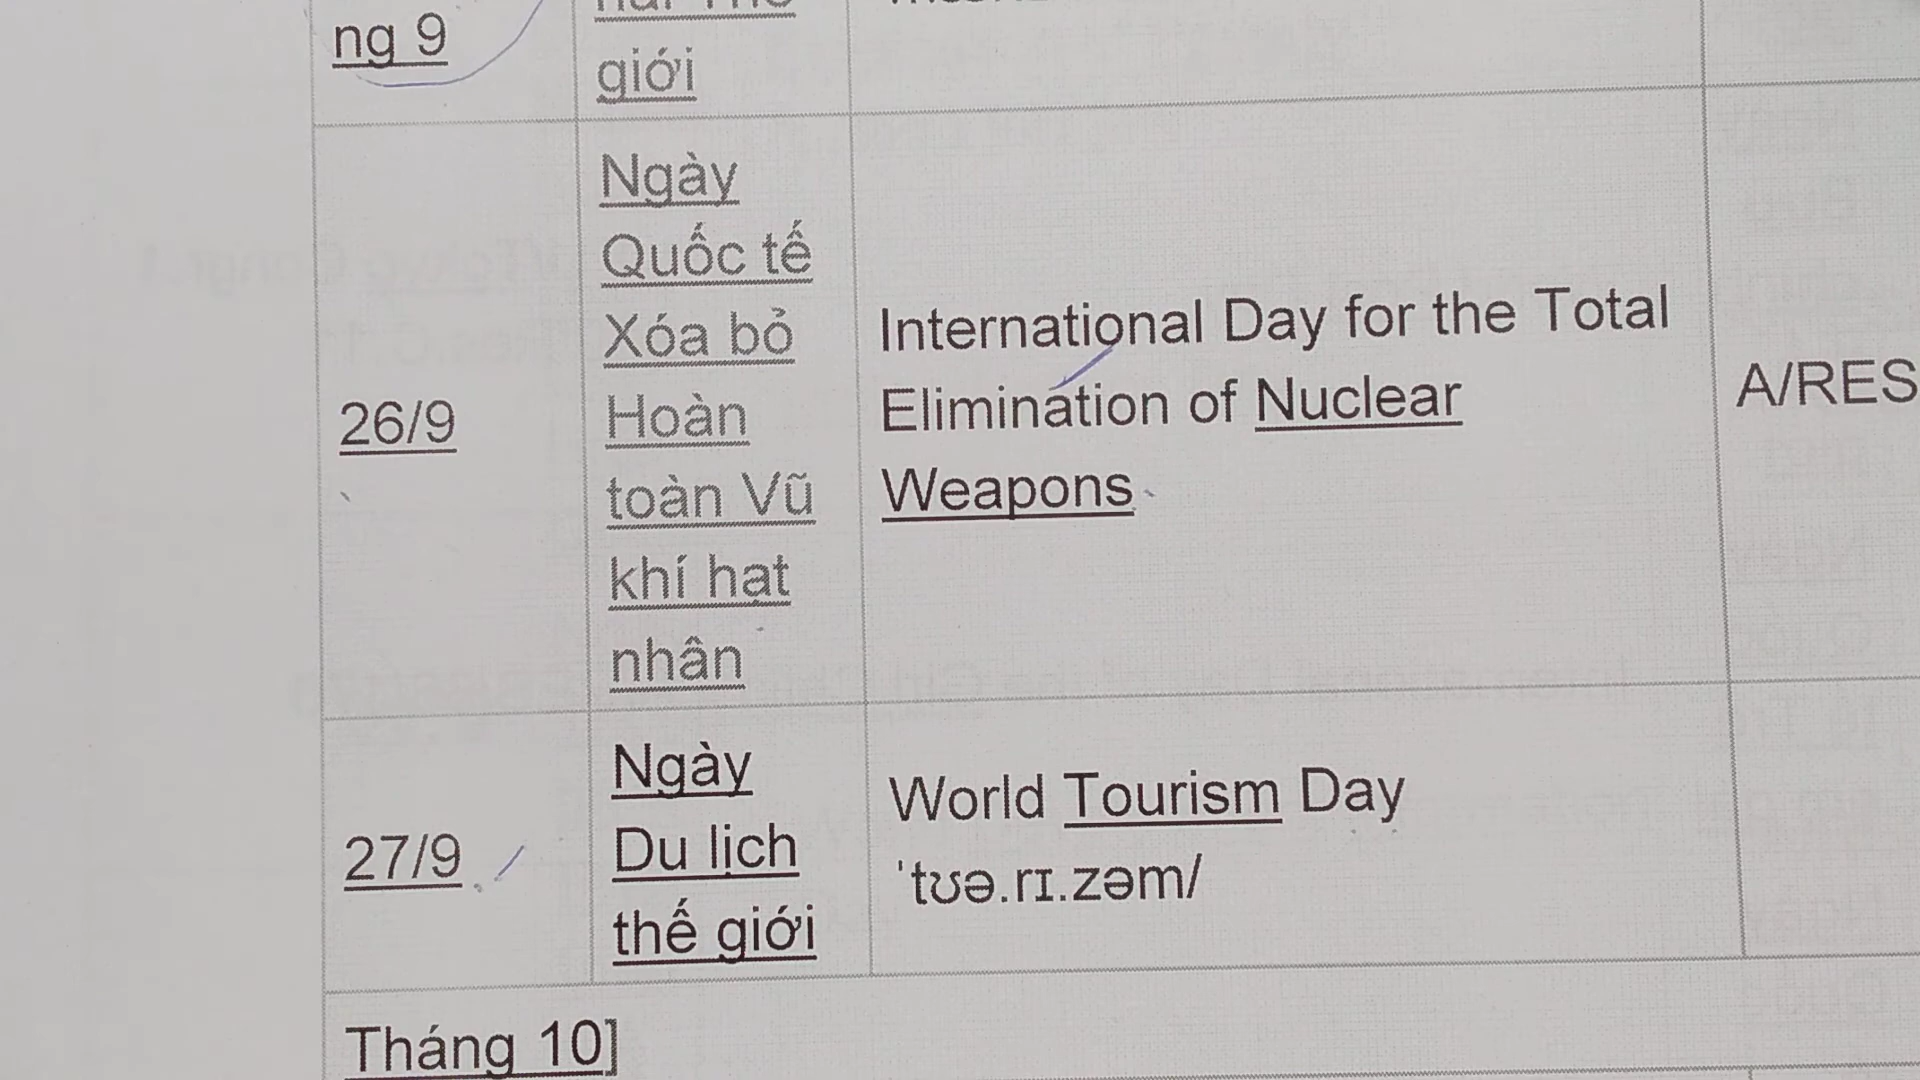 ng 9
giới
26/9
Ngày
Quốc tế
Xóa bỏ
Hoàn
toàn Vũ
khí hạt
nhân
International Day for the Total
Elimination of Nuclear
Weapons
A/RES
27/9
Ngày
Du lịch
thế giới
World Tourism Day
ˈtʊə.rɪ.zəm/
Tháng 10]